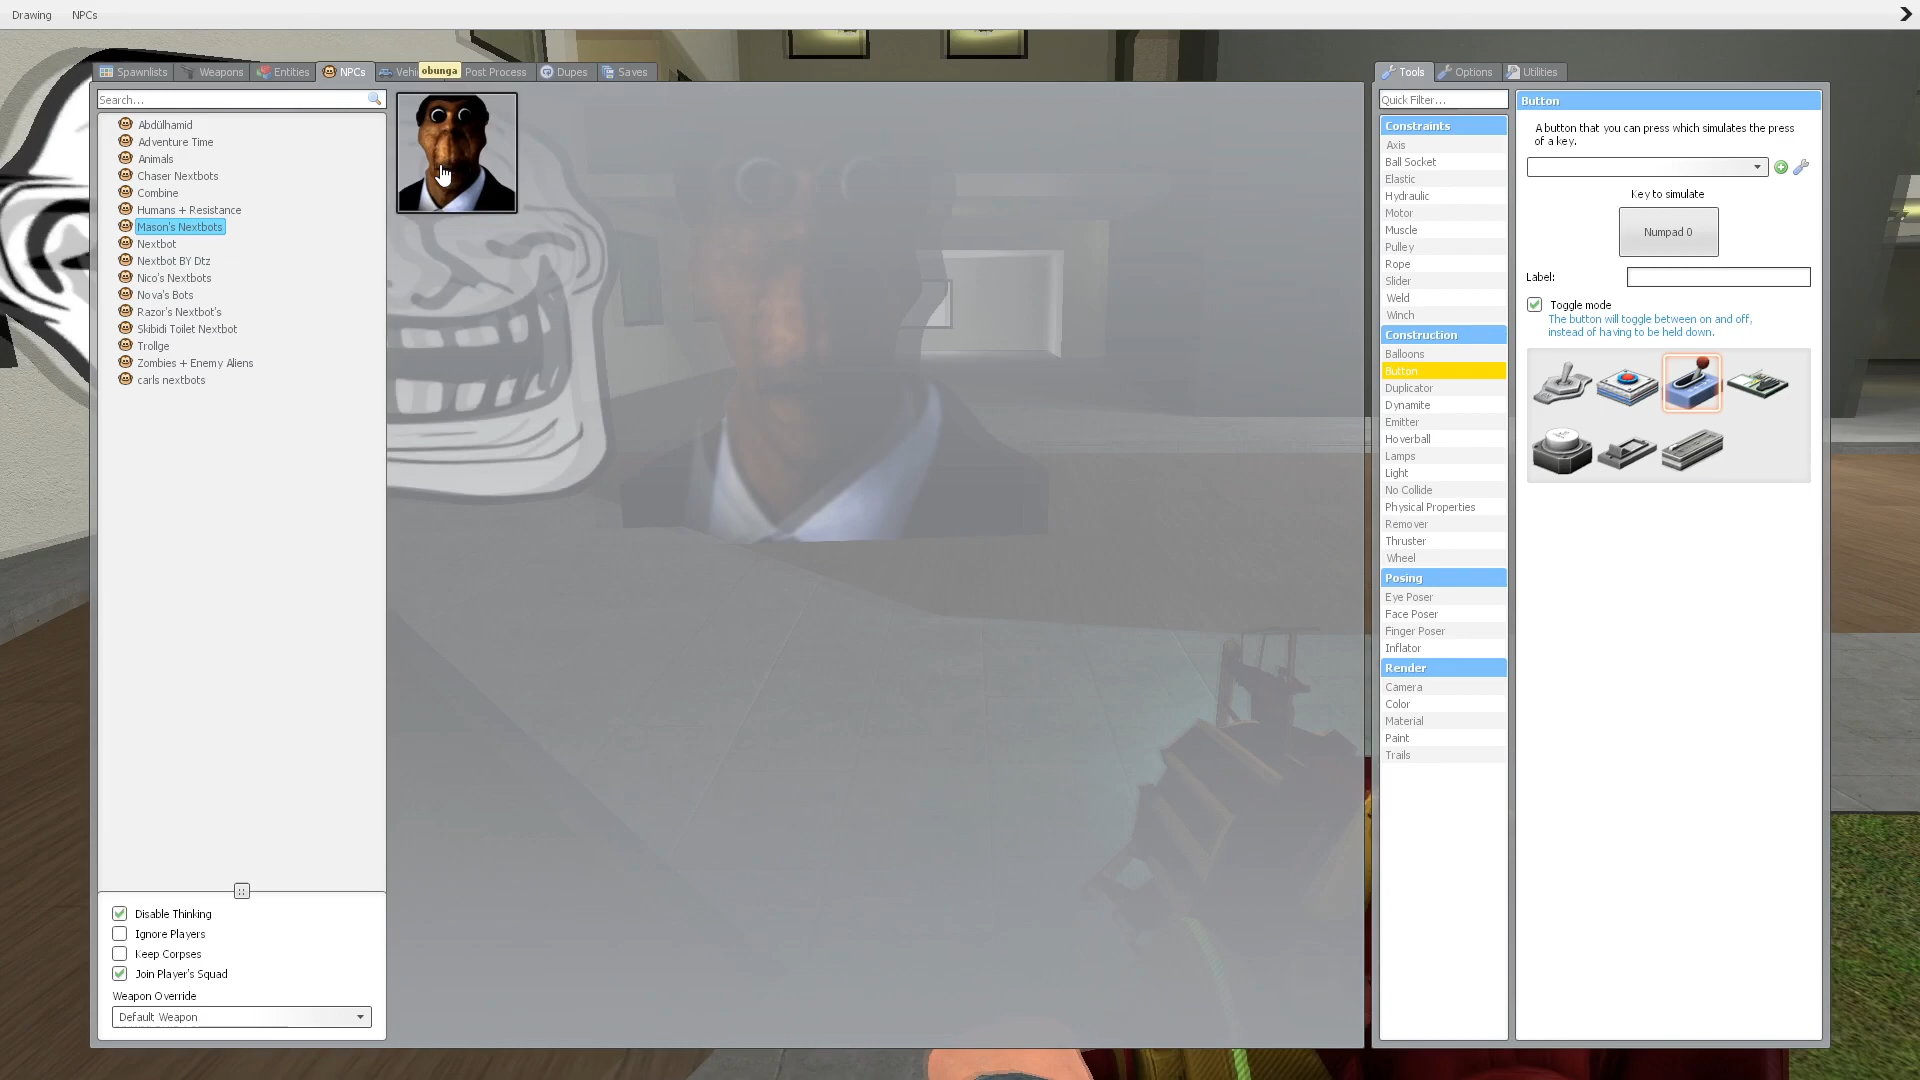 Drawing NPCs
Spawnlists Weapons Entities NPCs Vehi obunga Post Process Dupes Saves
Search...
Abdülhamid
Adventure Time
Animals
Chaser Nextbots
Combine
Humans + Resistance
Mason's Nextbots
Nextbot
Nextbot BY Dtz
Nico's Nextbots
Nova's Bots
Razor's Nextbot's
Skibidi Toilet Nextbot
Trollge
Zombies + Enemy Aliens
carls nextbots
Disable Thinking
Ignore Players
Keep Corpses
Join Player's Squad
Weapon Override
Default Weapon
Tools Options Utilities
Quick Filter...
Constraints
Axis
Ball Socket
Elastic
Hydraulic
Motor
Muscle
Pulley
Rope
Slider
Weld
Winch
Construction
Balloons
Button
Duplicator
Dynamite
Emitter
Hoverball
Lamps
Light
No Collide
Physical Properties
Remover
Thruster
Wheel
Posing
Eye Poser
Face Poser
Finger Poser
Inflator
Render
Camera
Color
Material
Paint
Trails
Button
A button that you can press which simulates the press
of a key.
Key to simulate
Numpad 0
Label:
Toggle mode
The button will toggle between on and off,
instead of having to be held down.